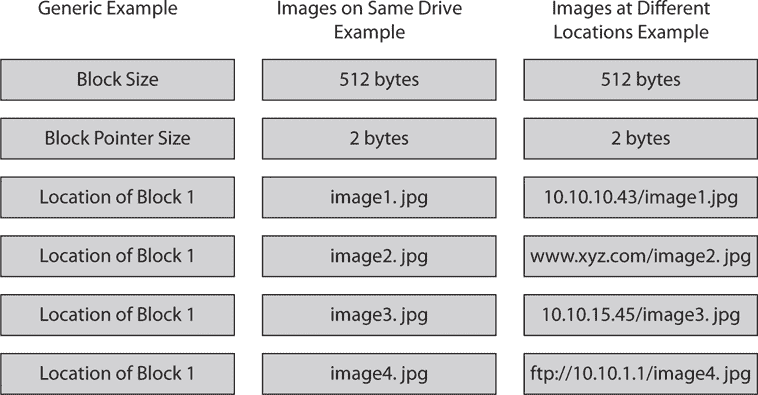 Generic Example
Images on Same Drive
Example
Images at Different
Locations Example
Block Size
512 bytes
512 bytes
Block Pointer Size
2 bytes
2 bytes
Location of Block 1
image1. jpg
10.10.10.43/image1.jpg
Location of Block 1
image2. jpg
www.xyz.com/image2. jpg
Location of Block 1
image3. jpg
10.10.15.45/image3. jpg
Location of Block 1
image4. jpg
ftp://10.10.1.1/image4. jpg